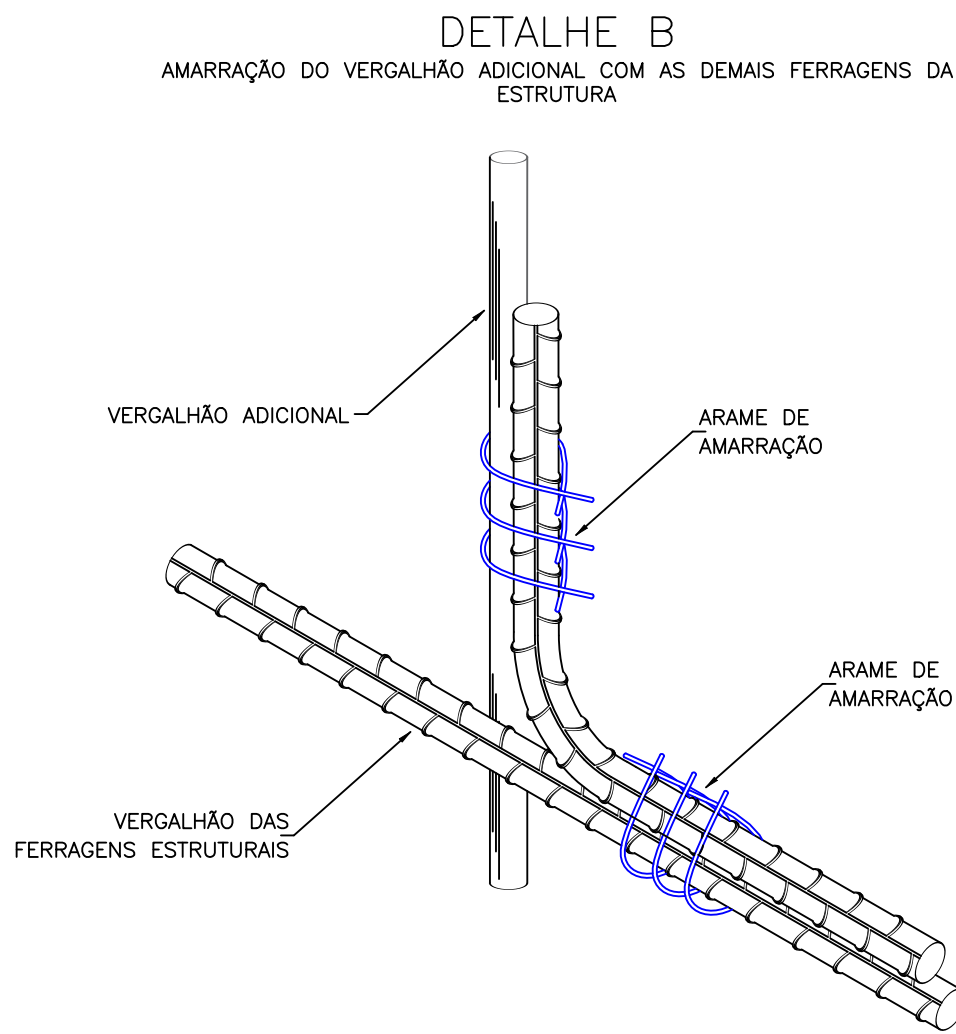 DETALHE B
AMARRAÇÃO DO VERGALHÃO ADICIONAL COM AS DEMAIS FERRAGENS DA
ESTRUTURA
VERGALHÃO ADICIONAL
ARAME DE
AMARRAÇÃO
ARAME DE
AMARRAÇÃO
VERGALHÃO DAS
FERRAGENS ESTRUTURAIS